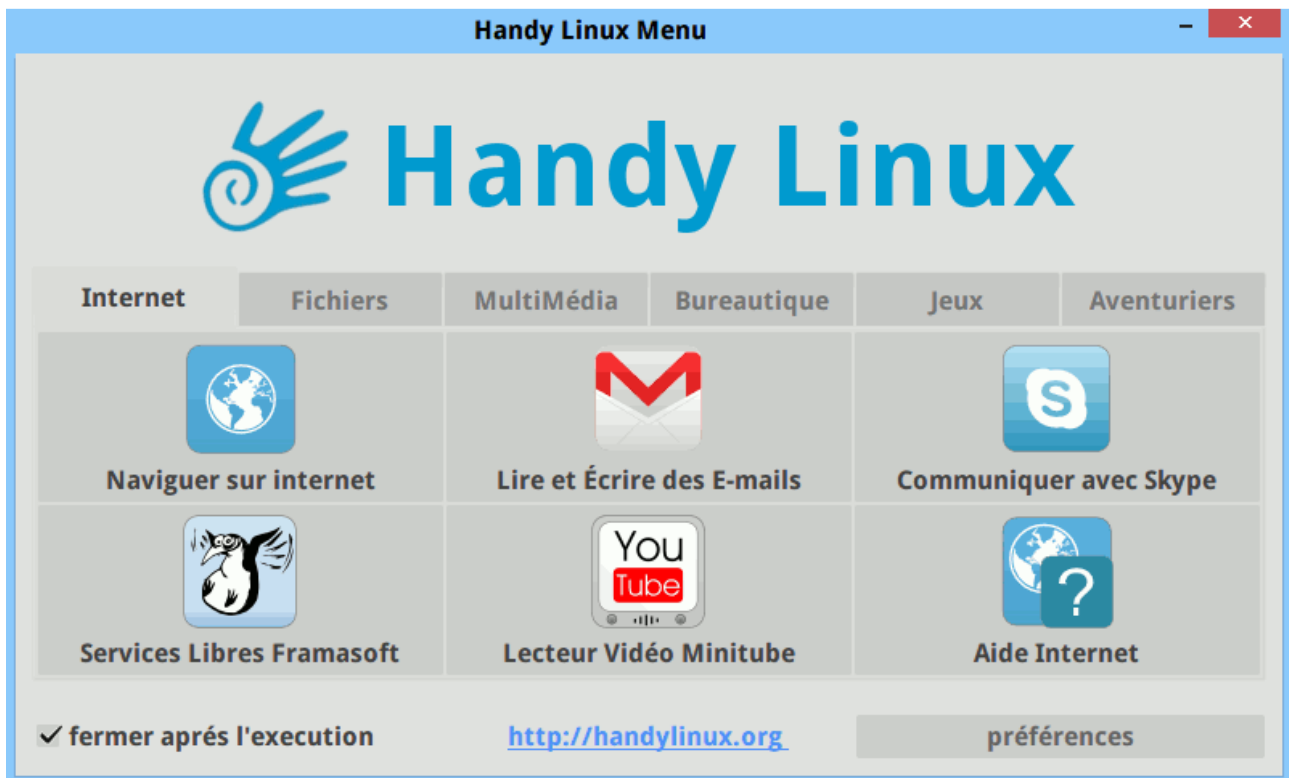 Handy Linux Menu
Handy Linux
Internet Fichiers MultiMédia Bureautique Jeux Aventuriers
Naviguer sur internet Lire et Écrire des E-mails Communiquer avec Skype
You
Tube
Services Libres Framasoft Lecteur Vidéo Minitube Aide Internet
fermer aprés l'execution http://handylinux.org préférences